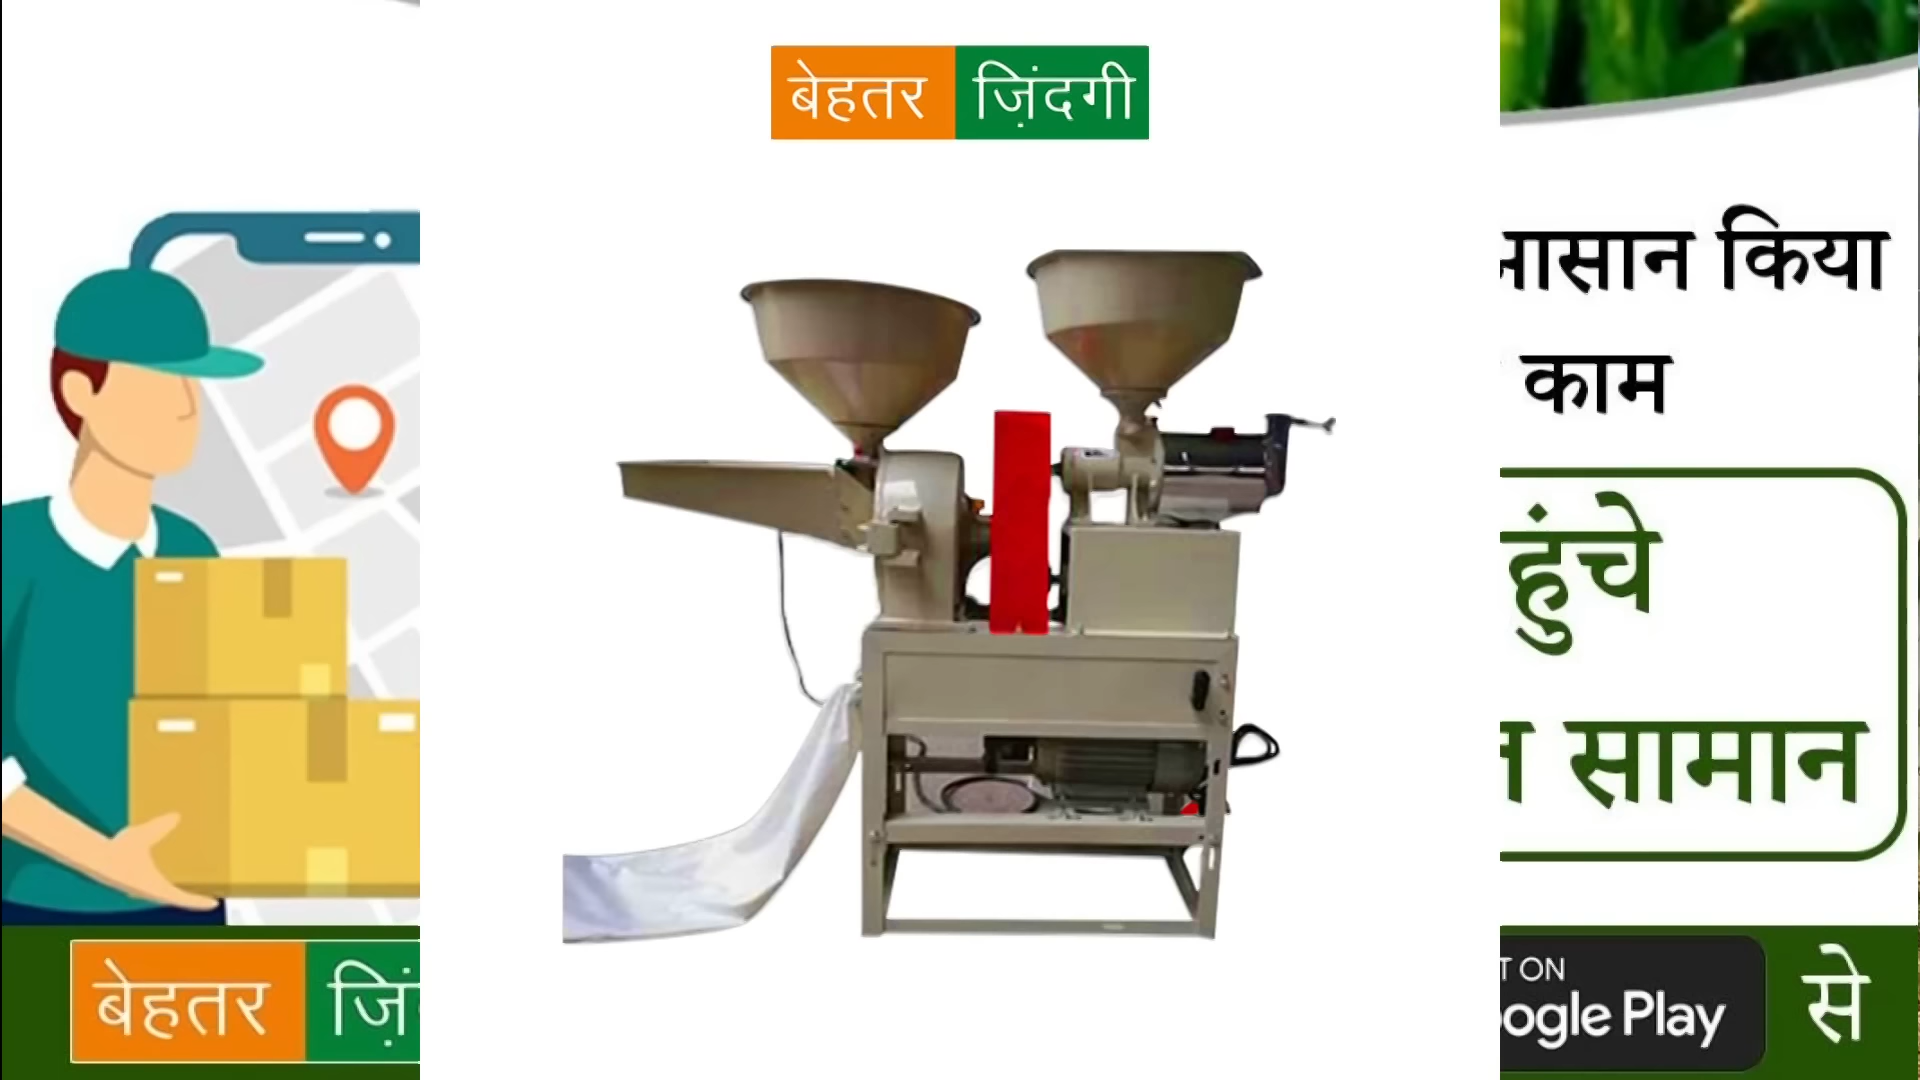 बेहतर ज़िंदगी
आसान किया
काम
हुंचे
सामान
बेहतर
T ON
ogle Play
से